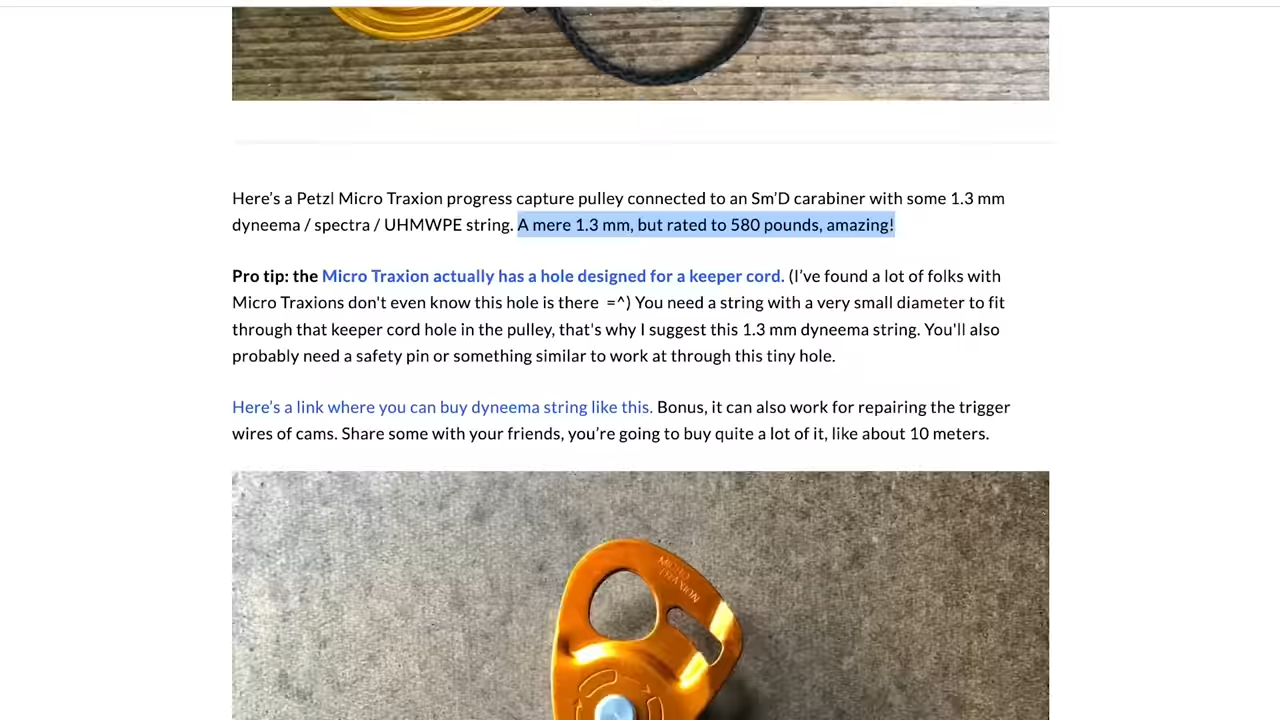 Here’s a Petzl Micro Traxion progress capture pulley connected to an Sm’D carabiner with some 1.3 mm
dyneema / spectra / UHMWPE string. A mere 1.3 mm, but rated to 580 pounds, amazing!
Pro tip: the Micro Traxion actually has a hole designed for a keeper cord. (I’ve found a lot of folks with
Micro Traxions don't even know this hole is there =^) You need a string with a very small diameter to fit
through that keeper cord hole in the pulley, that's why I suggest this 1.3 mm dyneema string. You'll also
probably need a safety pin or something similar to work at through this tiny hole.
Here’s a link where you can buy dyneema string like this. Bonus, it can also work for repairing the trigger
wires of cams. Share some with your friends, you’re going to buy quite a lot of it, like about 10 meters.
MICRO
TRAXION